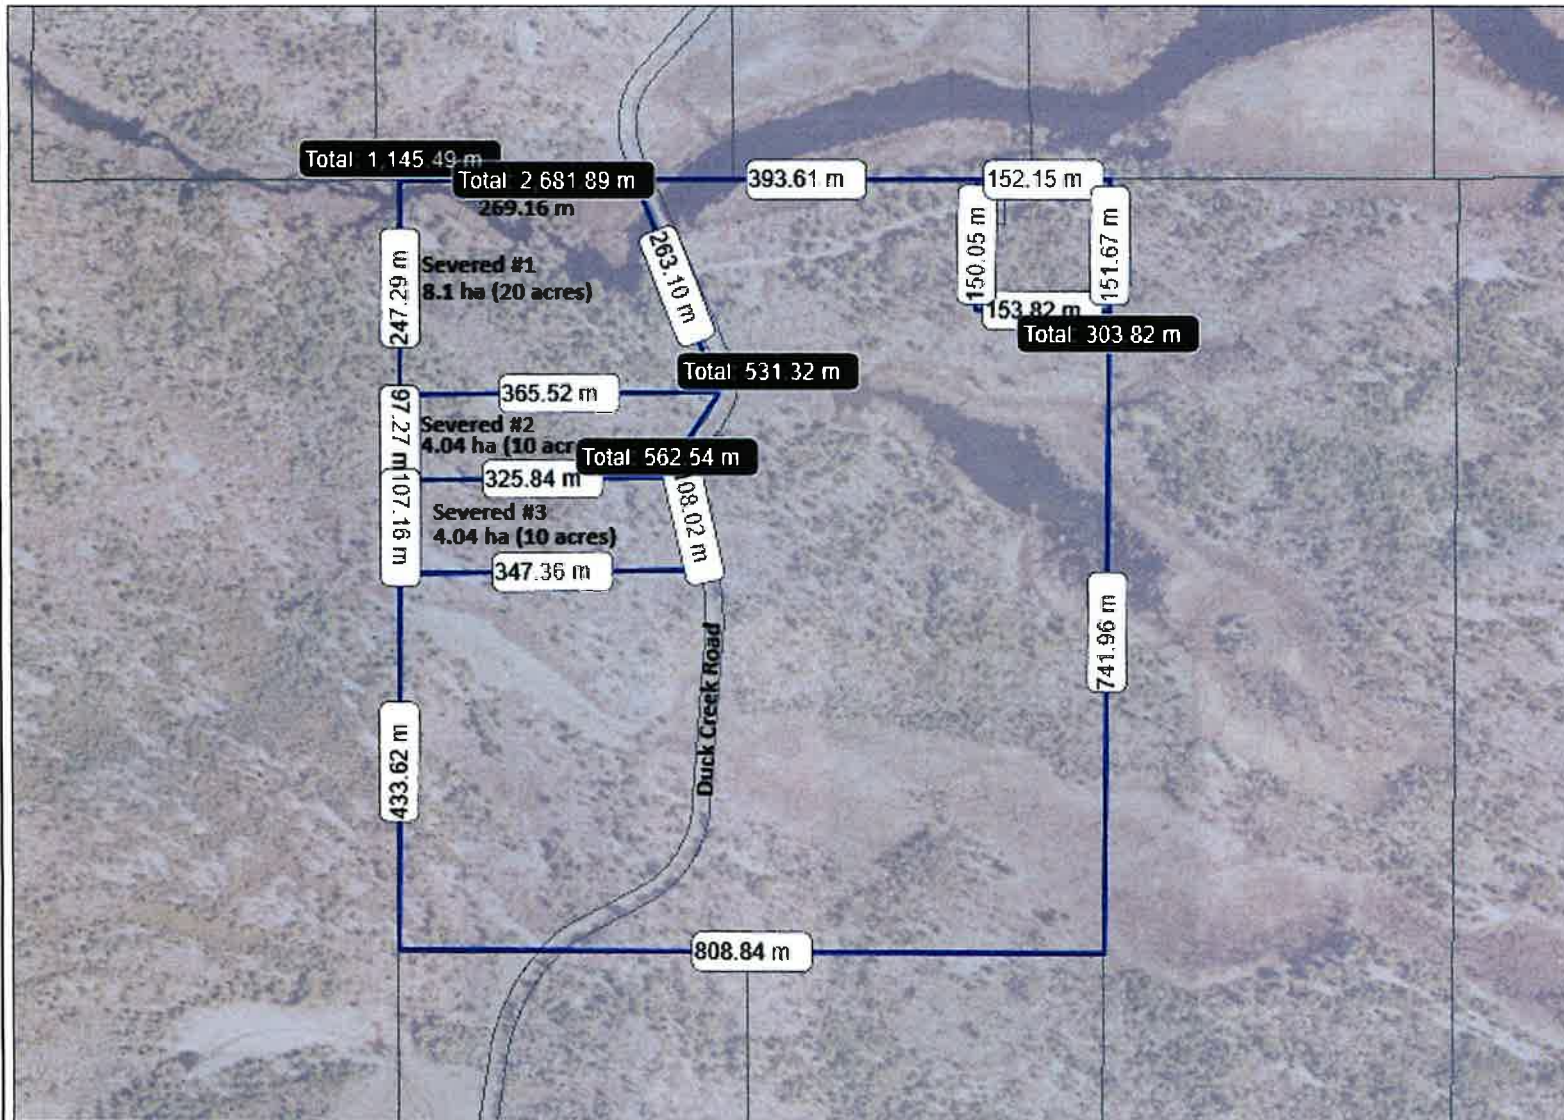 Total: 1,145.49 m
Total: 2 681.89 m
393.61 m
152.15 m
269.16 m
247.29 m
Severed #1
8.1 ha (20 acres)
263.10 m
150.05 m
151.67 m
153.82 m
Total: 303 82 m
Total: 531.32 m
365.52 m
97.27 m
Severed #2
4.04 ha (10 acr
Total: 562.54 m
325.84 m
107.16 m
08.02 m
Severed #3
4.04 ha (10 acres)
347.36 m
741.96 m
Duck Creek Road
433.62 m
808.84 m